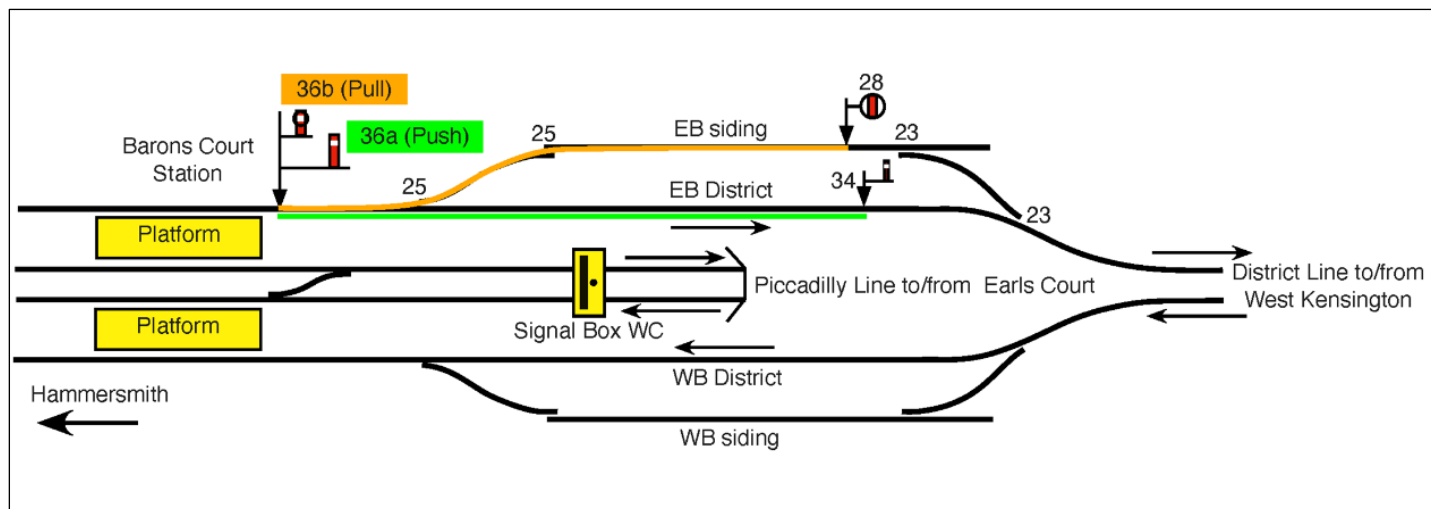 36b (Pull)
28
36a (Push)
25
EB siding
23
Barons Court
Station
25
EB District
34
23
Platform
Piccadilly Line to/from Earls Court
District Line to/from
West Kensington
Platform
Signal Box WC
WB District
Hammersmith
WB siding